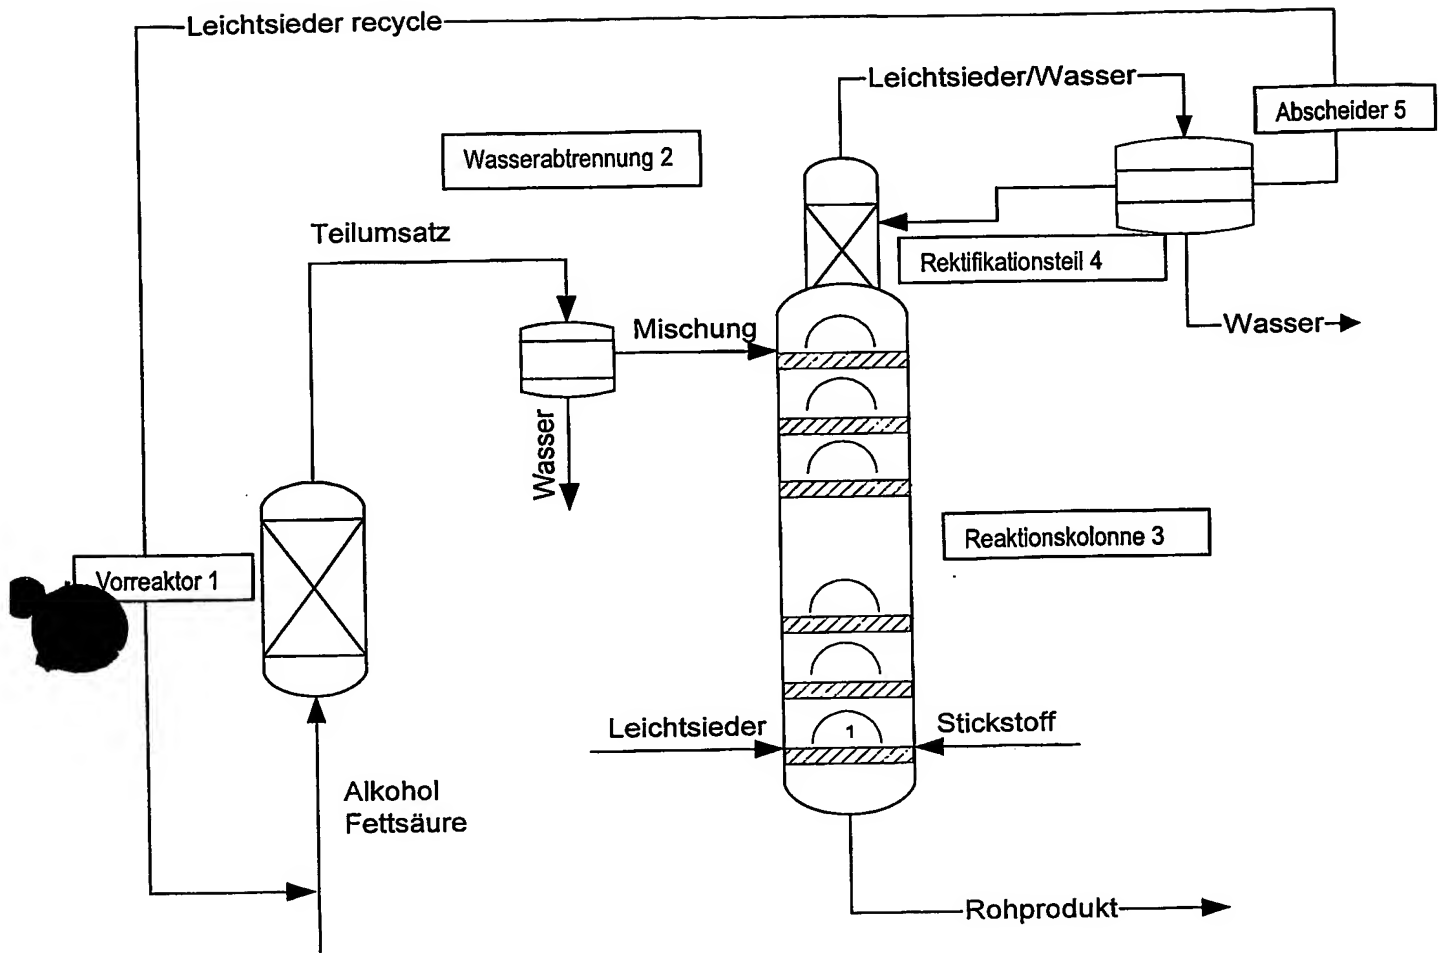 Leichtsieder recycle
Leichtsieder/Wasser
Abscheider 5
Wasserabtrennung 2
Teilumsatz
Rektifikationsteil 4
Mischung
Wasser
Wasser
Reaktionskolonne 3
Vorreaktor 1
Leichtsieder
1
Stickstoff
Alkohol
Fettsäure
Rohprodukt